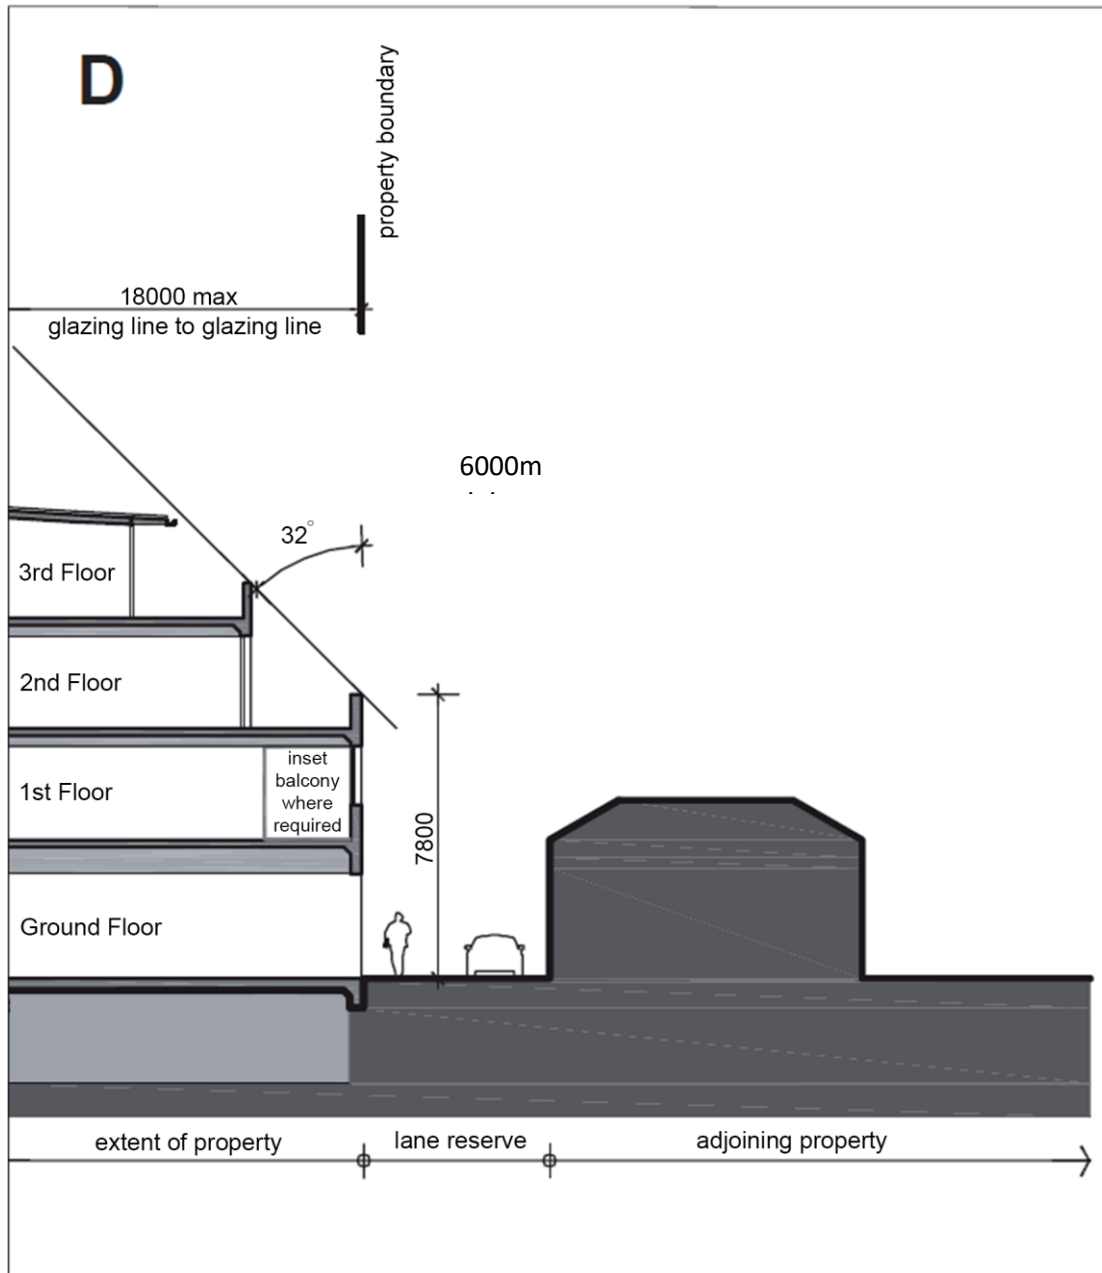 D
property boundary
18000 max
glazing line to glazing line
6000m
32°
3rd Floor
2nd Floor
1st Floor
inset
balcony
where
required
7800
Ground Floor
extent of property
lane reserve
adjoining property